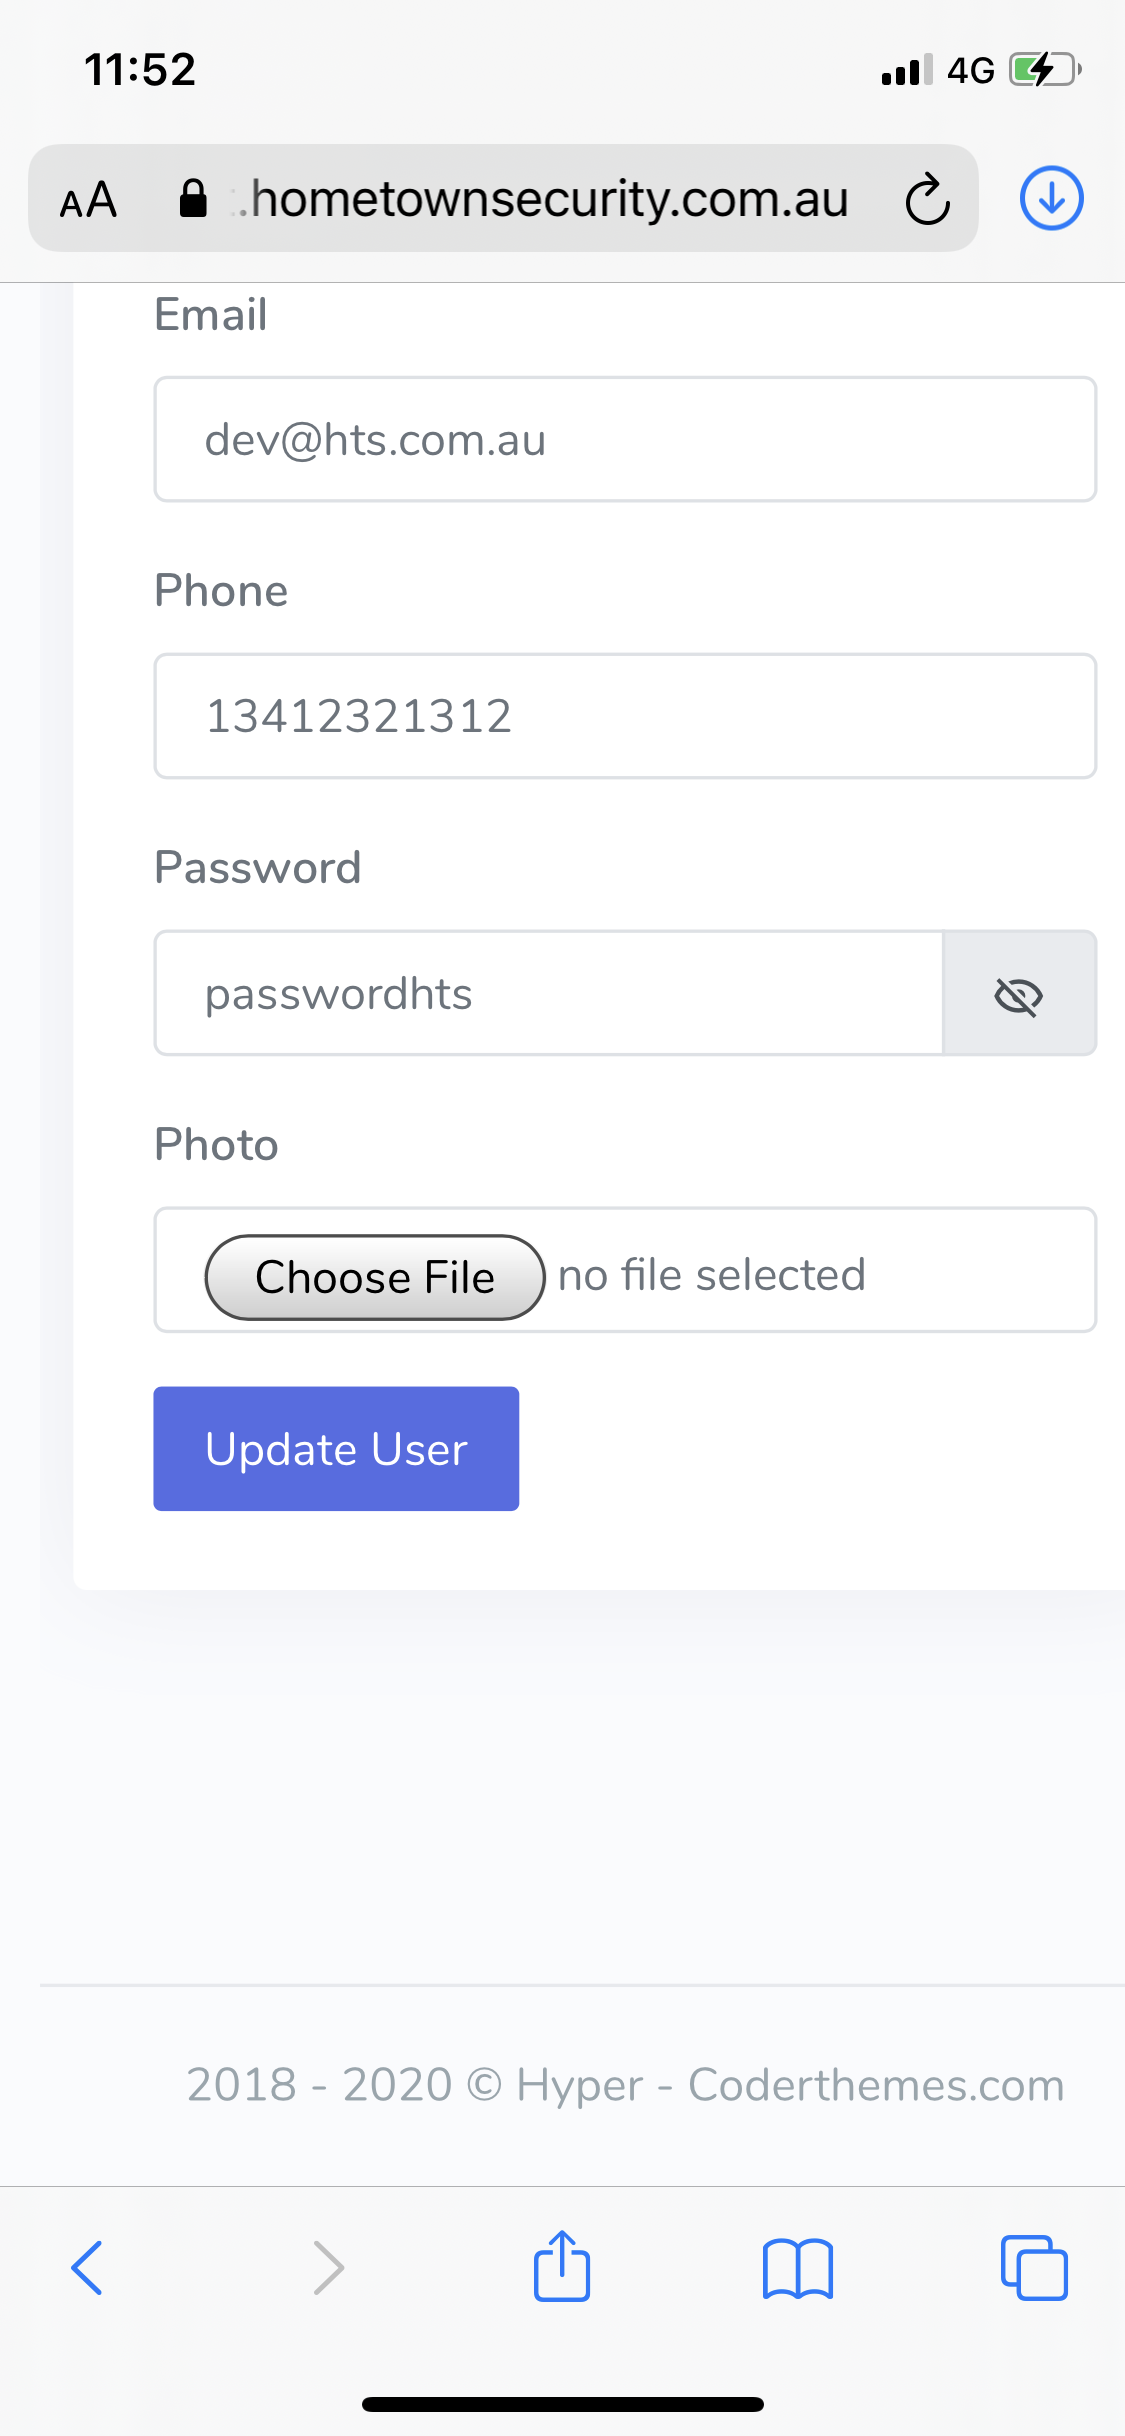 11:52
4G
AA
.hometownsecurity.com.au
Email
dev@hts.com.au
Phone
13412321312
Password
passwordhts
Photo
Choose File no file selected
Update User
2018 - 2020 © Hyper - Coderthemes.com